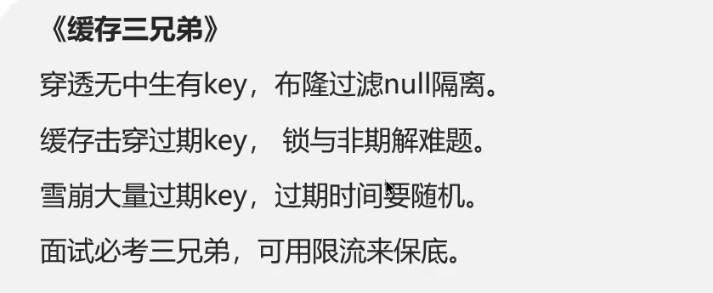 《缓存三兄弟》
穿透无中生有key，布隆过滤null隔离。
缓存击穿过期key， 锁与非期解难题。
雪崩大量过期key，过期时间要随机。
面试必考三兄弟，可用限流来保底。